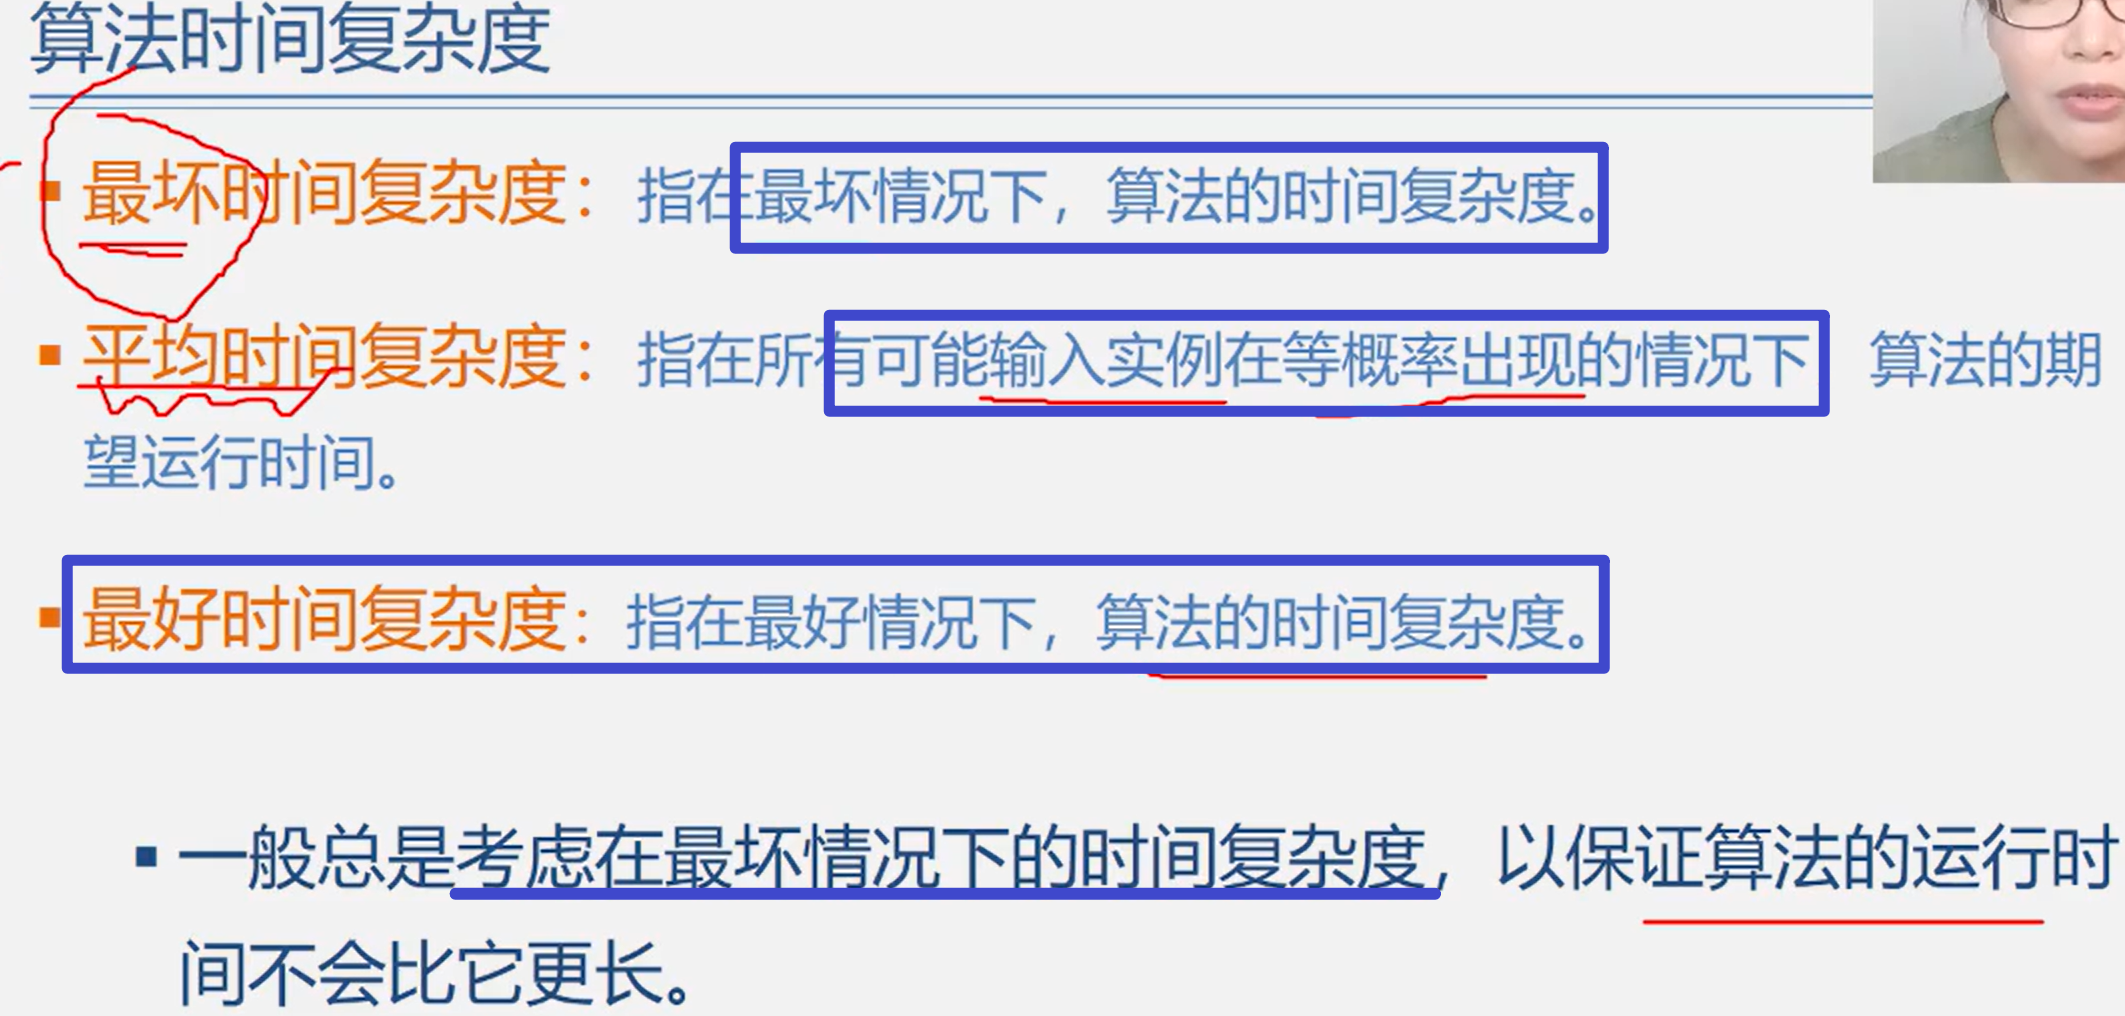 算法时间复杂度
最坏时间复杂度：指在最坏情况下，算法的时间复杂度。
平均时间复杂度：指在所有可能输入实例在等概率出现的情况下 算法的期
望运行时间。
最好时间复杂度：指在最好情况下，算法的时间复杂度。
一般总是考虑在最坏情况下的时间复杂度，以保证算法的运行时
间不会比它更长。